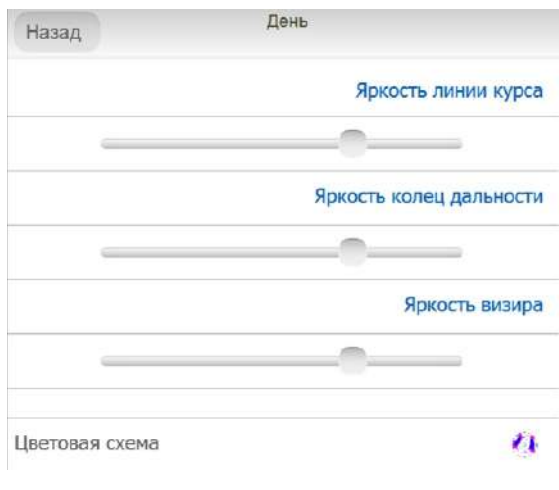 Назад
День
Яркость линии курса
Яркость колец дальности
Яркость визира
Цветовая схема